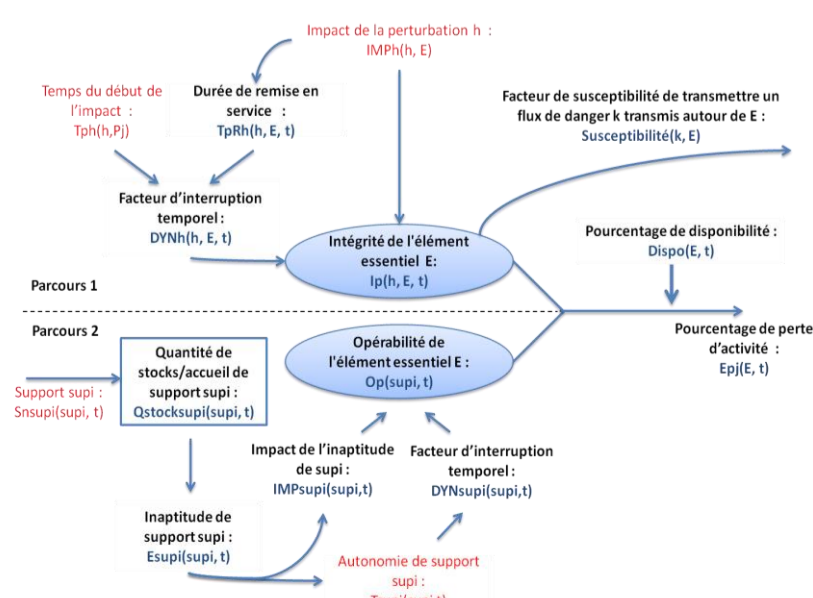 Impact de la perturbation h :
IMPh(h, E)
Temps du début de
l'impact :
Tph(h,Pj)
Durée de remise en
service :
TpRh(h, E, t)
Facteur de susceptibilité de transmettre un
flux de danger k transmis autour de E :
Susceptibilité(k, E)
Facteur d'interruption
temporel :
DYNh(h, E, t)
Intégrité de l'élément
essentiel E:
Ip(h, E, t)
Pourcentage de disponibilité :
Dispo(E, t)
Parcours 1
Parcours 2
Pourcentage de perte
d'activité :
Epj(E, t)
Opérabilité de
l'élément essentiel E :
Op(supi, t)
Quantité de
stocks/accueil de
support supi :
Qstocksupi(supi, t)
Support supi :
Snsupi(supi, t)
Impact de l'inaptitude
de supi :
IMPsupi(supi,t)
Facteur d'interruption
temporel :
DYNsupi(supi,t)
Inaptitude de
support supi :
Esupi(supi, t)
Autonomie de support
supi :